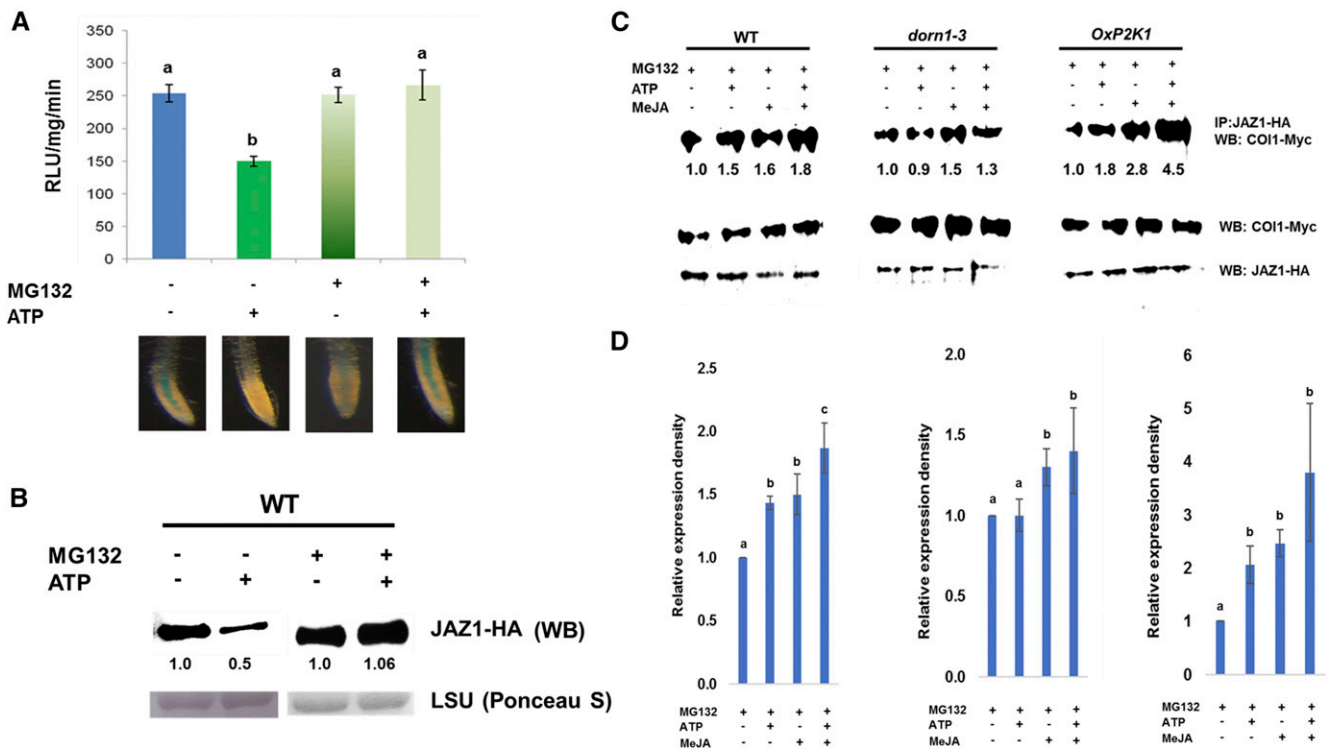 A
RLU/mg/min
350
300
250
200
150
100
50
0
a
b
a
a
MG132 - - + +
ATP - + - +
B
WT
MG132 - - + +
ATP - + - +
JAZ1-HA (WB)
1.0 0.5 1.0 1.06
LSU (Ponceau S)
C
WT dorn1-3 OxP2K1
MG132 + + + + + + + + + + + +
ATP - + - + - + - + - + - +
MeJA - - + + - - + + - - + +
IP:JAZ1-HA
WB: COI1-Myc
1.0 1.5 1.6 1.8 1.0 0.9 1.5 1.3 1.0 1.8 2.8 4.5
WB: COI1-Myc
WB: JAZ1-HA
D
Relative expression density
2.5
2.0
1.5
1.0
0.5
0.0
a
b
b
c
MG132 + + + +
ATP - + - +
MeJA - - + +
Relative expression density
2.0
1.5
1.0
0.5
0.0
a
a
b
b
MG132 + + + +
ATP - + - +
MeJA - - + +
Relative expression density
6
5
4
3
2
1
0
a
b
b
b
MG132 + + + +
ATP - + - +
MeJA - - + +